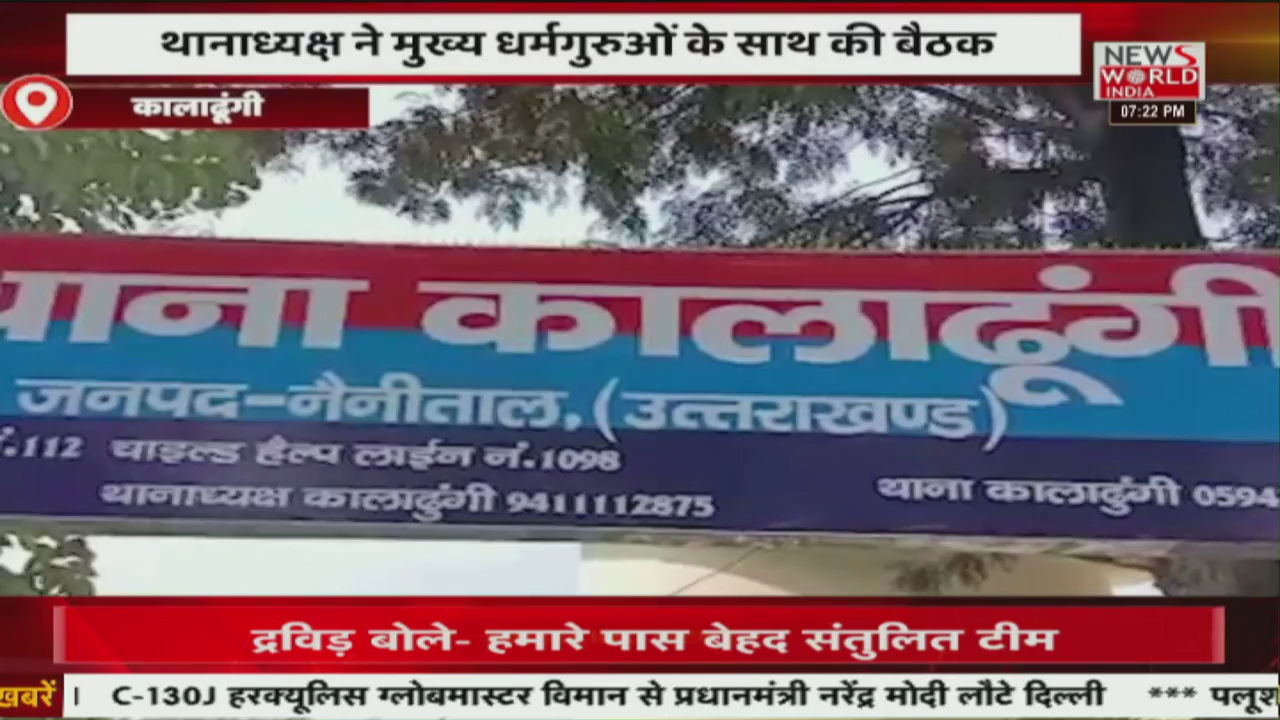 थानाध्यक्ष ने मुख्य धर्मगुरुओं के साथ की बैठक
NEWS
WORLD
INDIA
07:22 PM
कालाढूंगी
थाना कालाढूंगी
जनपद-नैनीताल, (उत्तराखण्ड)
नं.112 चाइल्ड हैल्प लाईन नं.1098
थानाध्यक्ष कालाढुंगी 9411112875
थाना कालाढुंगी 0594
द्रविड़ बोले- हमारे पास बेहद संतुलित टीम
खबरें | C-130J हरक्यूलिस ग्लोबमास्टर विमान से प्रधानमंत्री नरेंद्र मोदी लौटे दिल्ली *** पलूश